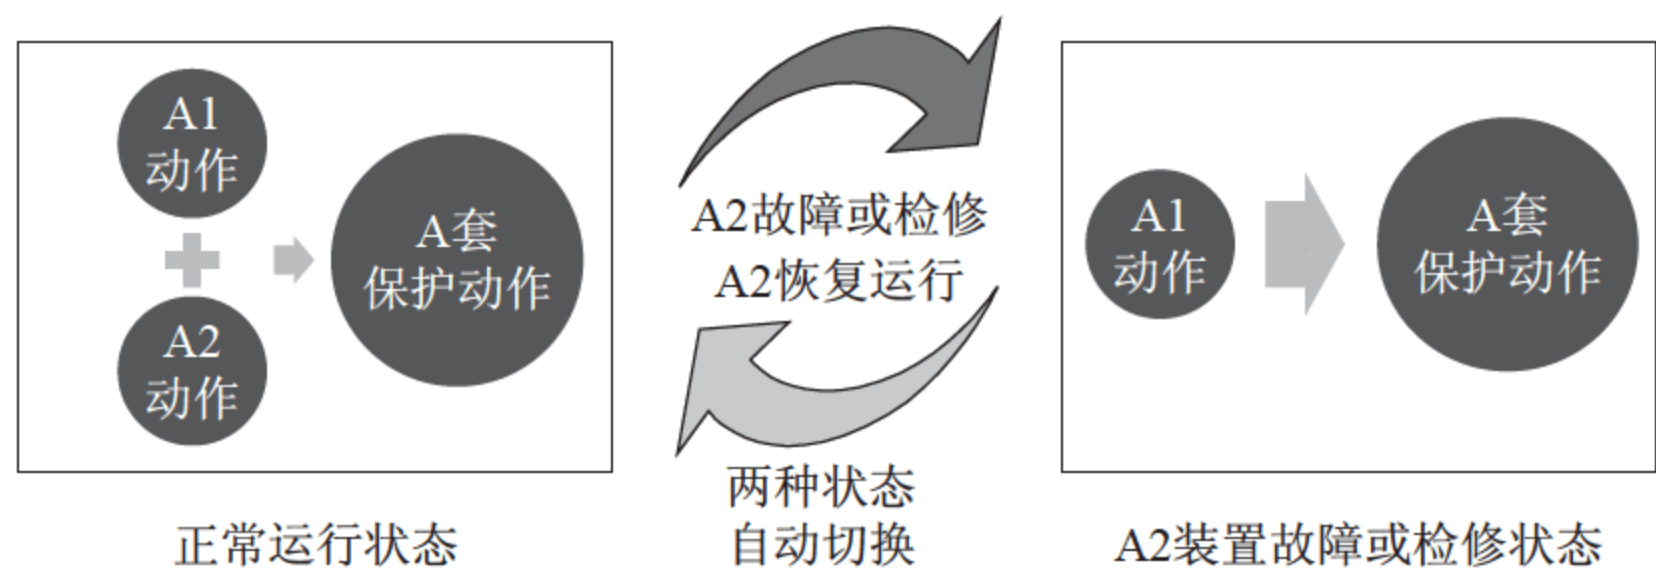 A1
动作
A2
动作
A套
保护动作
正常运行状态
A2故障或检修
A2恢复运行
两种状态
自动切换
A1
动作
A套
保护动作
A2装置故障或检修状态